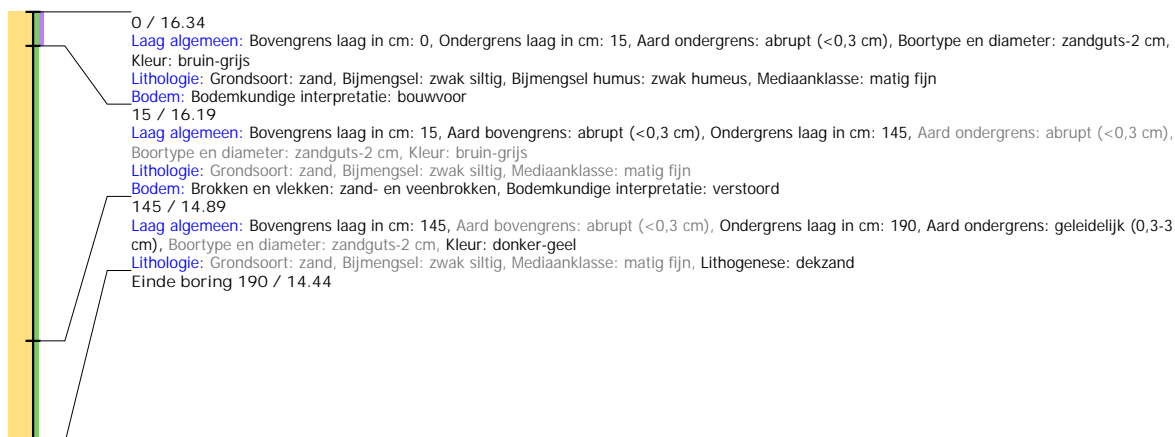 0 / 16.34
Laag algemeen: Bovengrens laag in cm: 0, Ondergrens laag in cm: 15, Aard ondergrens: abrupt (<0,3 cm), Boortype en diameter: zandguts-2 cm,
Kleur: bruin-grijs
Lithologie: Grondsoort: zand, Bijmengsel: zwak siltig, Bijmengsel humus: zwak humeus, Mediaanklasse: matig fijn
Bodem: Bodemkundige interpretatie: bouwvoor
15 / 16.19
Laag algemeen: Bovengrens laag in cm: 15, Aard bovengrens: abrupt (<0,3 cm), Ondergrens laag in cm: 145, Aard ondergrens: abrupt (<0,3 cm),
Boortype en diameter: zandguts-2 cm, Kleur: bruin-grijs
Lithologie: Grondsoort: zand, Bijmengsel: zwak siltig, Mediaanklasse: matig fijn
Bodem: Brokken en vlekken: zand- en veenbrokken, Bodemkundige interpretatie: verstoord
145 / 14.89
Laag algemeen: Bovengrens laag in cm: 145, Aard bovengrens: abrupt (<0,3 cm), Ondergrens laag in cm: 190, Aard ondergrens: geleidelijk (0,3-3
cm), Boortype en diameter: zandguts-2 cm, Kleur: donker-geel
Lithologie: Grondsoort: zand, Bijmengsel: zwak siltig, Mediaanklasse: matig fijn, Lithogenese: dekzand
Einde boring 190 / 14.44